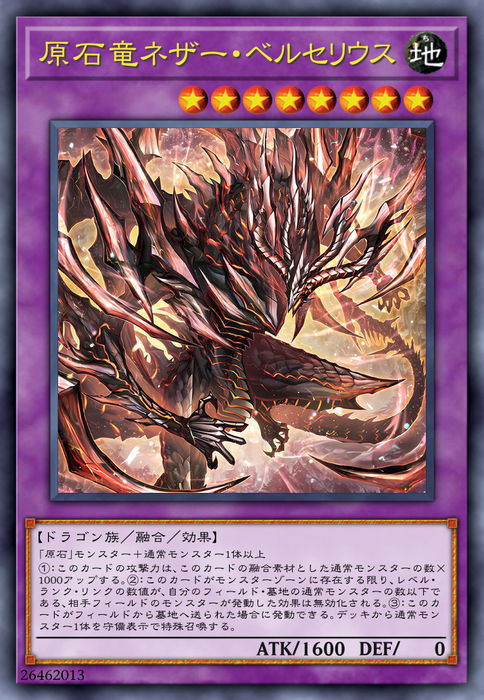 原石竜ネザー・ベルセリウス 地
ち
【ドラゴン族／融合／効果】
「原石」モンスター＋通常モンスター1体以上
①：このカードの攻撃力は、このカードの融合素材とした通常モンスターの数×
1000アップする。②：このカードがモンスターゾーンに存在する限り、レベル・
ランク・リンクの数値が、自分のフィールド・墓地の通常モンスターの数以下で
ある、相手フィールドのモンスターが発動した効果は無効化される。③：このカ
ードがフィールドから墓地へ送られた場合に発動できる。デッキから通常モン
スター1体を守備表示で特殊召喚する。
ATK/1600 DEF/ 0
26462013